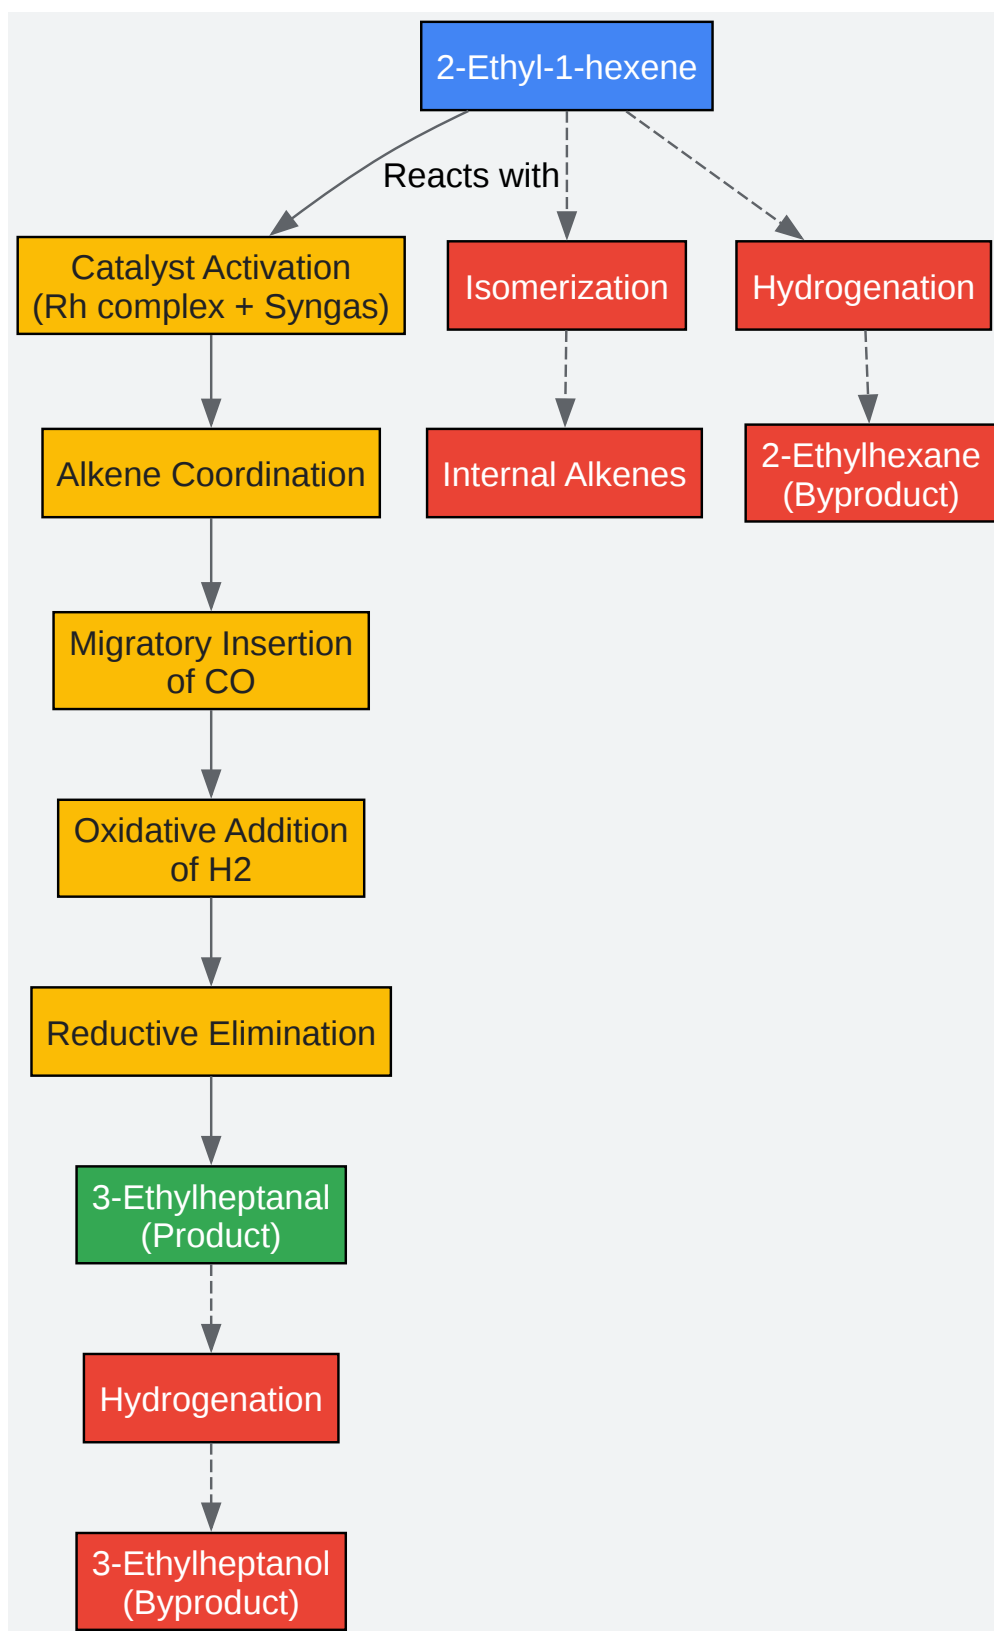 2-Ethyl-1-hexene
Reacts with
Catalyst Activation
(Rh complex + Syngas)
Isomerization
Hydrogenation
Alkene Coordination
Internal Alkenes
2-Ethylhexane
(Byproduct)
Migratory Insertion
of CO
Oxidative Addition
of H2
Reductive Elimination
3-Ethylheptanal
(Product)
Hydrogenation
3-Ethylheptanol
(Byproduct)